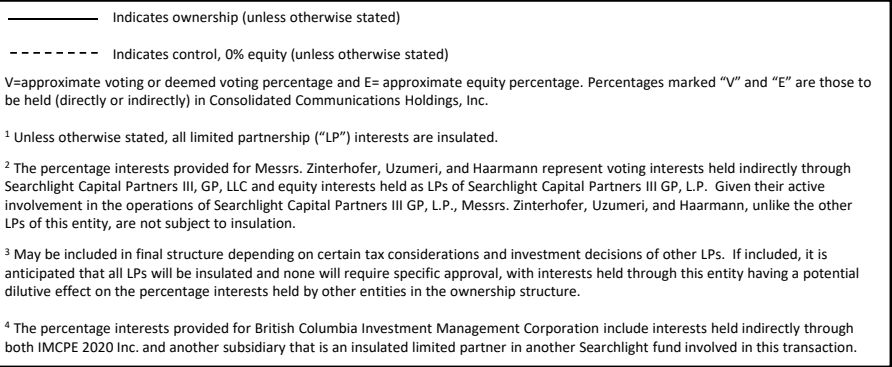 Indicates ownership (unless otherwise stated)
Indicates control, 0% equity (unless otherwise stated)
V=approximate voting or deemed voting percentage and E= approximate equity percentage. Percentages marked “V” and “E” are those to
be held (directly or indirectly) in Consolidated Communications Holdings, Inc.
1 Unless otherwise stated, all limited partnership (“LP”) interests are insulated.
2 The percentage interests provided for Messrs. Zinterhofer, Uzumeri, and Haarmann represent voting interests held indirectly through
Searchlight Capital Partners III, GP, LLC and equity interests held as LPs of Searchlight Capital Partners III GP, L.P. Given their active
involvement in the operations of Searchlight Capital Partners III GP, L.P., Messrs. Zinterhofer, Uzumeri, and Haarmann, unlike the other
LPs of this entity, are not subject to insulation.
3 May be included in final structure depending on certain tax considerations and investment decisions of other LPs. If included, it is
anticipated that all LPs will be insulated and none will require specific approval, with interests held through this entity having a potential
dilutive effect on the percentage interests held by other entities in the ownership structure.
4 The percentage interests provided for British Columbia Investment Management Corporation include interests held indirectly through
both IMCPE 2020 Inc. and another subsidiary that is an insulated limited partner in another Searchlight fund involved in this transaction.